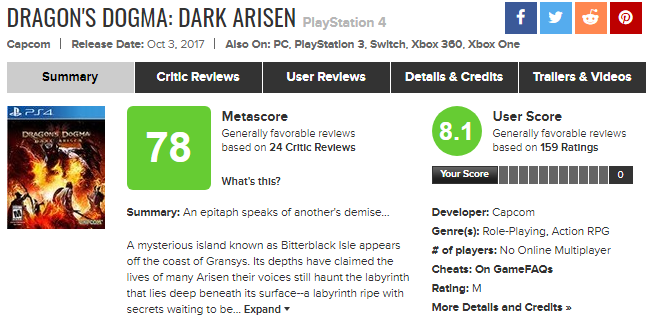 DRAGON'S DOGMA: DARK ARISEN PlayStation 4
Capcom | Release Date: Oct 3, 2017 | Also On: PC, PlayStation 3, Switch, Xbox 360, Xbox One
Summary Critic Reviews User Reviews Details & Credits Trailers & Videos
PS4
DRAGON'S DOGMA
DARK ARISEN
CAPCOM
78
Metascore
Generally favorable reviews
based on 24 Critic Reviews
What's this?
8.1
User Score
Generally favorable reviews
based on 159 Ratings
Your Score 0
Summary: An epitaph speaks of another's demise...
A mysterious island known as Bitterblack Isle appears
off the coast of Gransys. Its depths have claimed the
lives of many Arisen their voices still haunt the labyrinth
that lies deep beneath its surface--a labyrinth ripe with
secrets waiting to be... Expand ▾
Developer: Capcom
Genre(s): Role-Playing, Action RPG
# of players: No Online Multiplayer
Cheats: On GameFAQs
Rating: M
More Details and Credits »